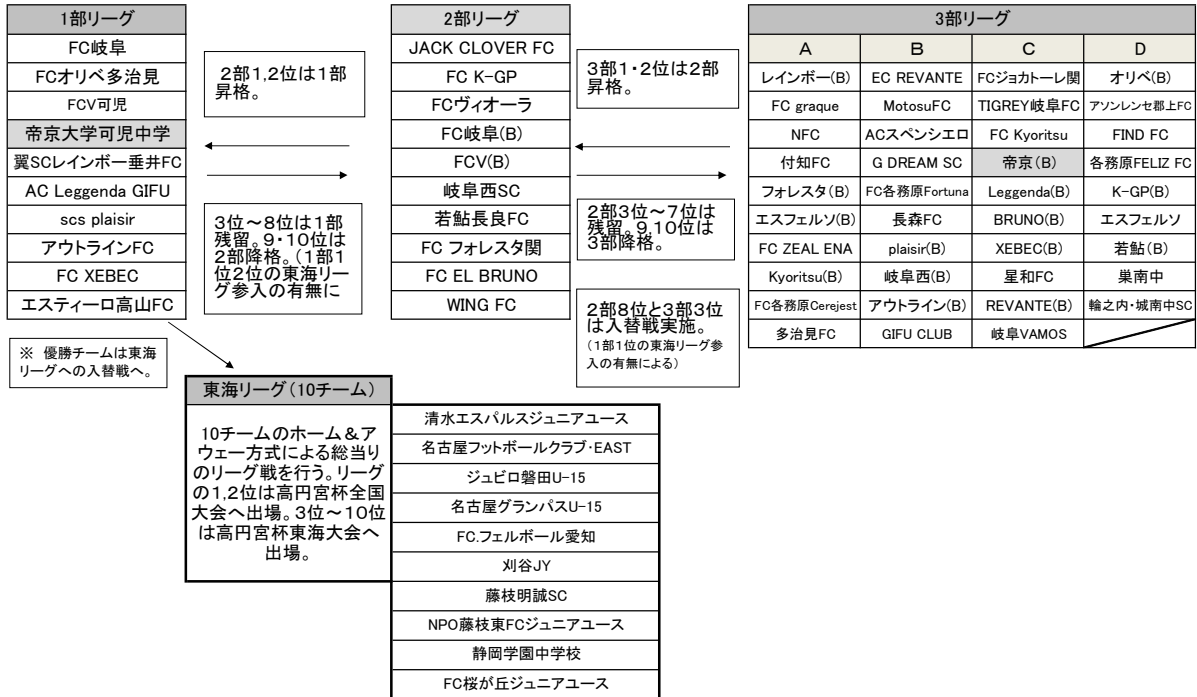 1部リーグ
FC岐阜
FCオリベ多治見
FCV可児
帝京大学可児中学
翼SCレインボー垂井FC
AC Leggenda GIFU
scs plaisir
アウトラインFC
FC XEBEC
エスティーロ高山FC
※ 優勝チームは東海
リーグへの入替戦へ。
2部1,2位は1部
昇格。
3位～8位は1部
残留。9・10位は
2部降格。(1部1
位2位の東海リー
グ参入の有無に
2部リーグ
JACK CLOVER FC
FC K-GP
FCヴィオーラ
FC岐阜(B)
FCV(B)
岐阜西SC
若鮎長良FC
FC フォレスタ関
FC EL BRUNO
WING FC
3部1・2位は2部
昇格。
2部3位～7位は
残留。9,10位は
3部降格。
2部8位と3部3位
は入替戦実施。
(1部1位の東海リーグ参
入の有無による)
3部リーグ
A B C D
レインボー(B) EC REVANTE FCジョカトーレ関 オリベ(B)
FC graque MotosuFC TIGREY岐阜FC アソンレンセ郡上FC
NFC ACスペンシエロ FC Kyoritsu FIND FC
付知FC G DREAM SC 帝京(B) 各務原FELIZ FC
フォレスタ(B) FC各務原Fortuna Leggenda(B) K-GP(B)
エスフェルソ(B) 長森FC BRUNO(B) エスフェルソ
FC ZEAL ENA plaisir(B) XEBEC(B) 若鮎(B)
Kyoritsu(B) 岐阜西(B) 星和FC 巣南中
FC各務原Cerejest アウトライン(B) REVANTE(B) 輪之内・城南中SC
多治見FC GIFU CLUB 岐阜VAMOS
東海リーグ(10チーム)
10チームのホーム＆ア
ウェー方式による総当り
のリーグ戦を行う。リーグ
の1,2位は高円宮杯全国
大会へ出場。3位～10位
は高円宮杯東海大会へ
出場。
清水エスパルスジュニアユース
名古屋フットボールクラブ・EAST
ジュビロ磐田U-15
名古屋グランパスU-15
FC.フェルボール愛知
刈谷JY
藤枝明誠SC
NPO藤枝東FCジュニアユース
静岡学園中学校
FC桜が丘ジュニアユース